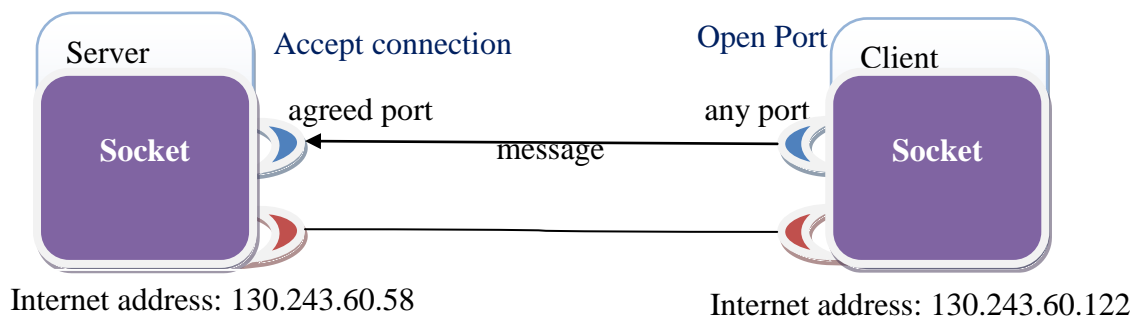 Server
Accept connection
Open Port
Client
agreed port
any port
Socket
message
Socket
Internet address: 130.243.60.58
Internet address: 130.243.60.122